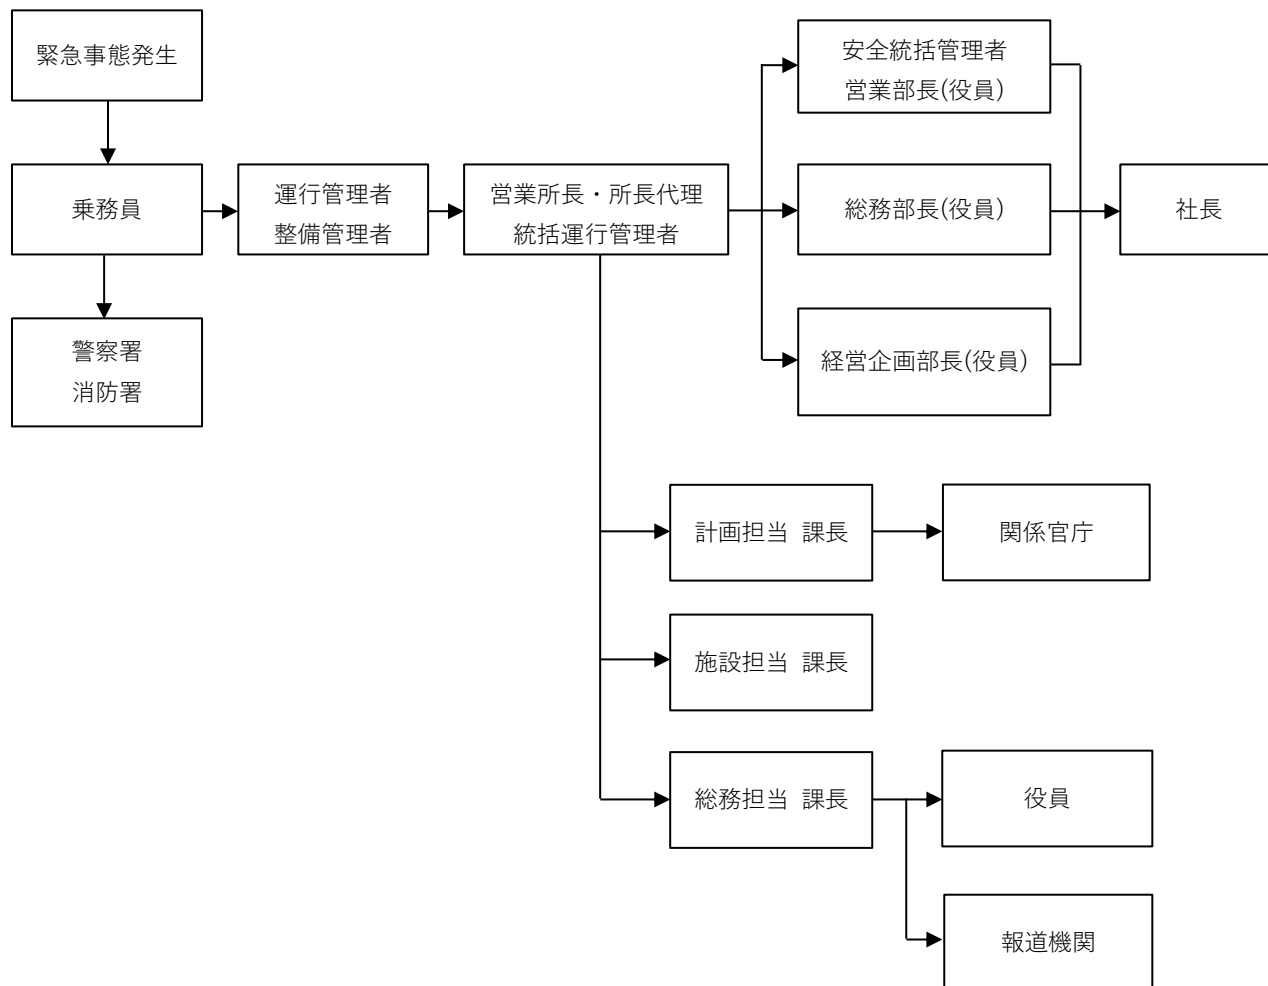 緊急事態発生
乗務員
警察署
消防署
運行管理者
整備管理者
営業所長・所長代理
統括運行管理者
安全統括管理者
営業部長(役員)
総務部長(役員)
経営企画部長(役員)
社長
計画担当 課長
関係官庁
施設担当 課長
総務担当 課長
役員
報道機関